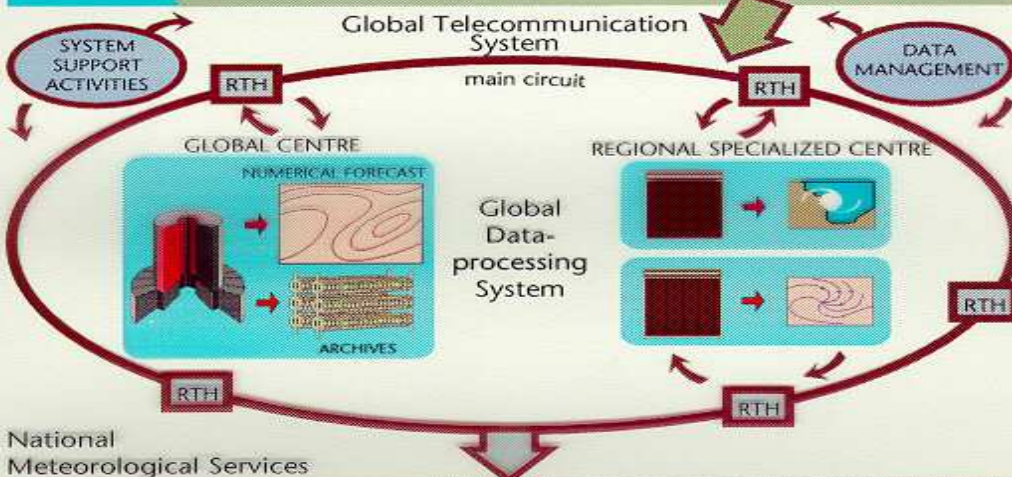 Global Telecommunication
System
main circuit
SYSTEM
SUPPORT
ACTIVITIES
DATA
MANAGEMENT
RTH
RTH
GLOBAL CENTRE
NUMERICAL FORECAST
ARCHIVES
REGIONAL SPECIALIZED CENTRE
Global
Data-
processing
System
RTH
RTH
RTH
National
Meteorological Services